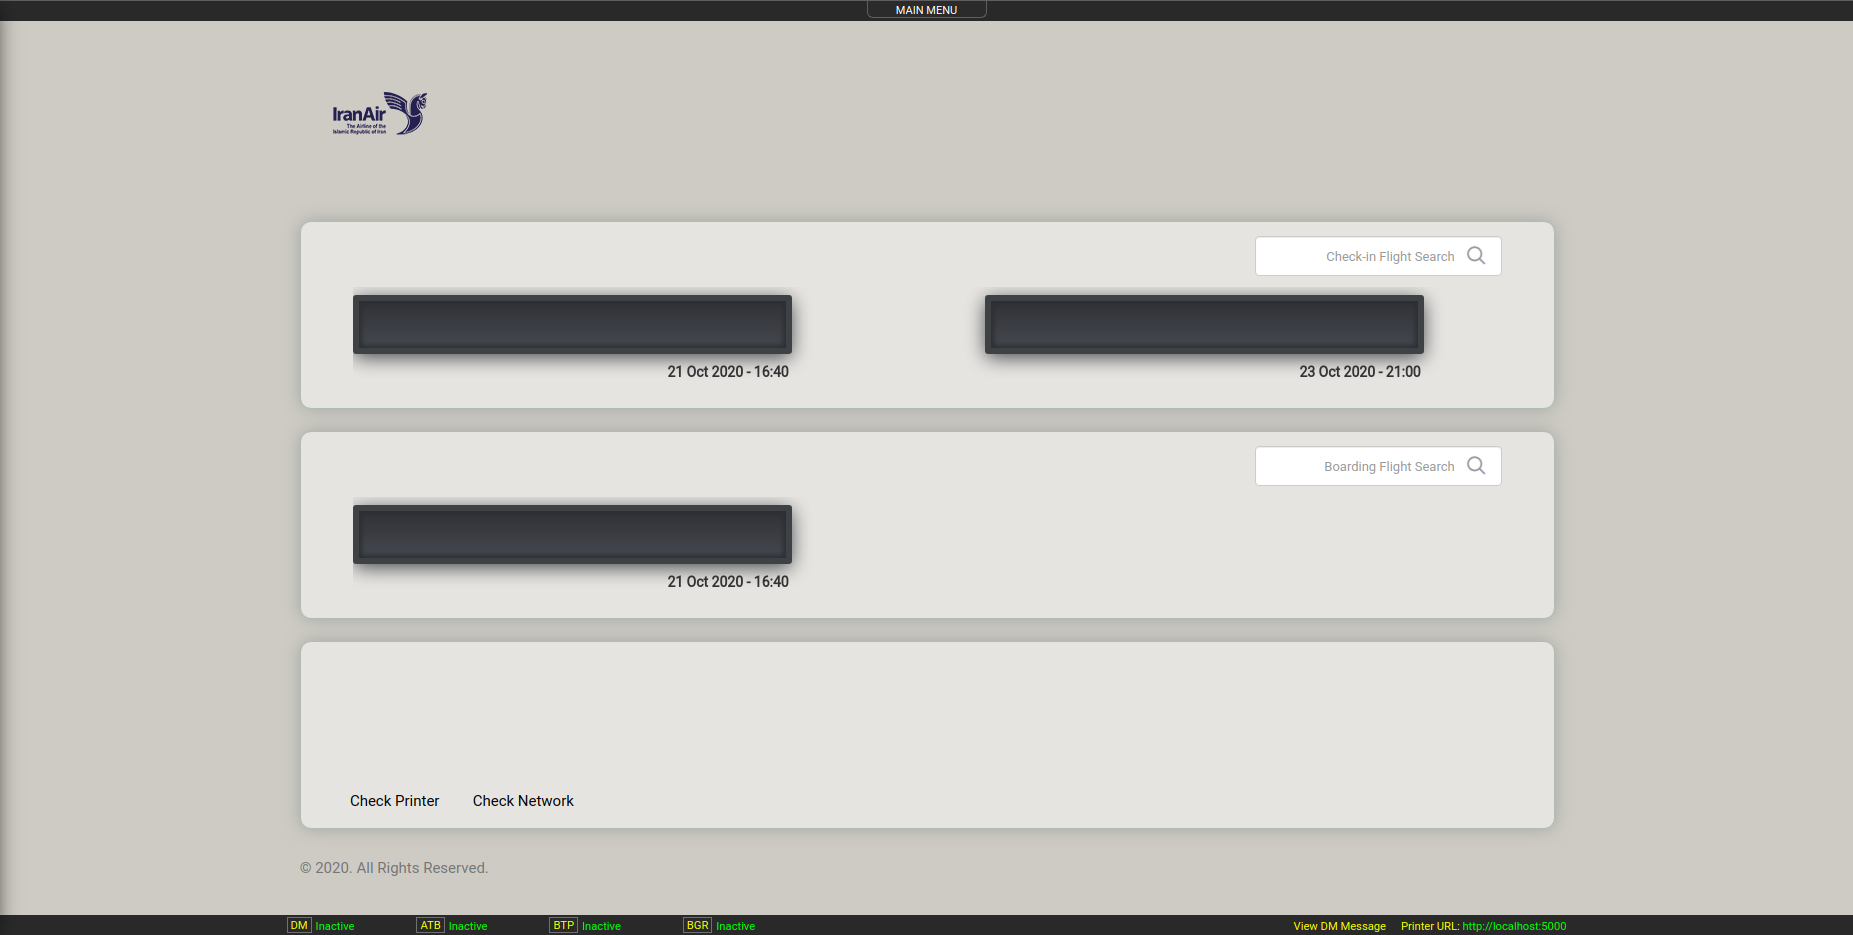 MAIN MENU
IranAir
The Airline of the
Islamic Republic of Iran
Check-in Flight Search
21 Oct 2020 - 16:40
23 Oct 2020 - 21:00
Boarding Flight Search
21 Oct 2020 - 16:40
Check Printer Check Network
© 2020. All Rights Reserved.
DM Inactive ATB Inactive BTP Inactive BGR Inactive View DM Message Printer URL: http://localhost:5000